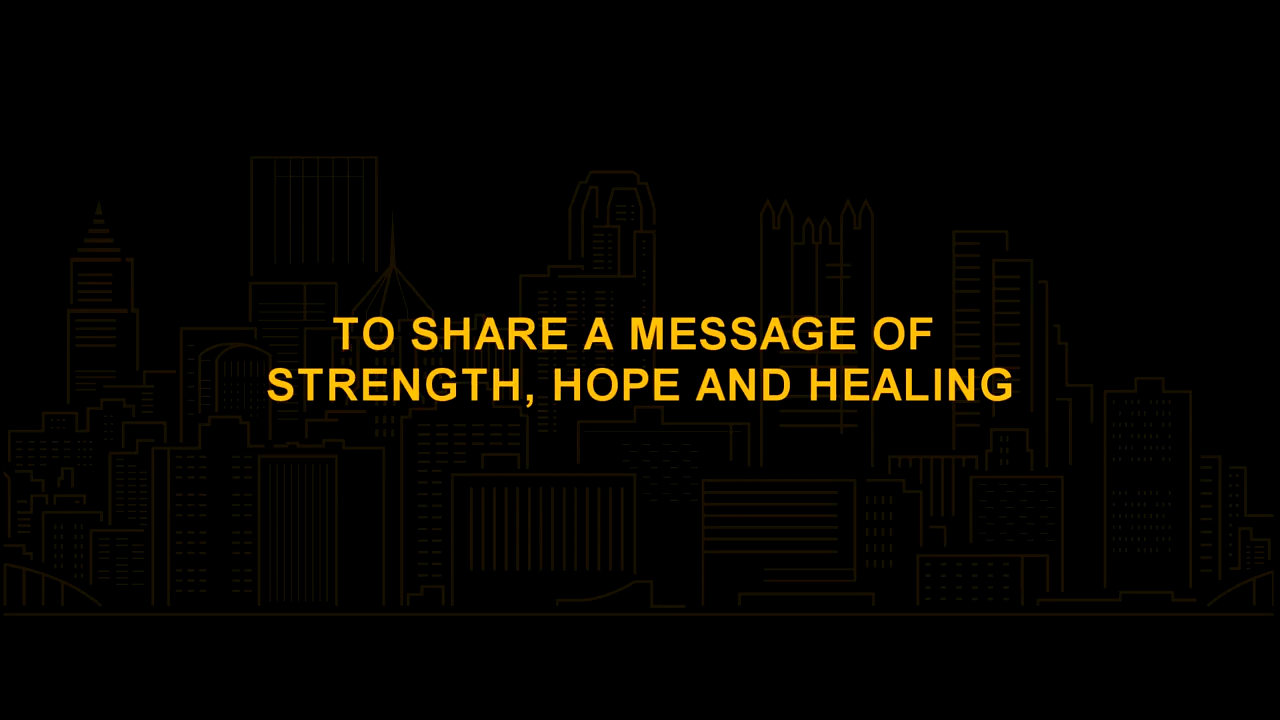 TO SHARE A MESSAGE OF
STRENGTH, HOPE AND HEALING